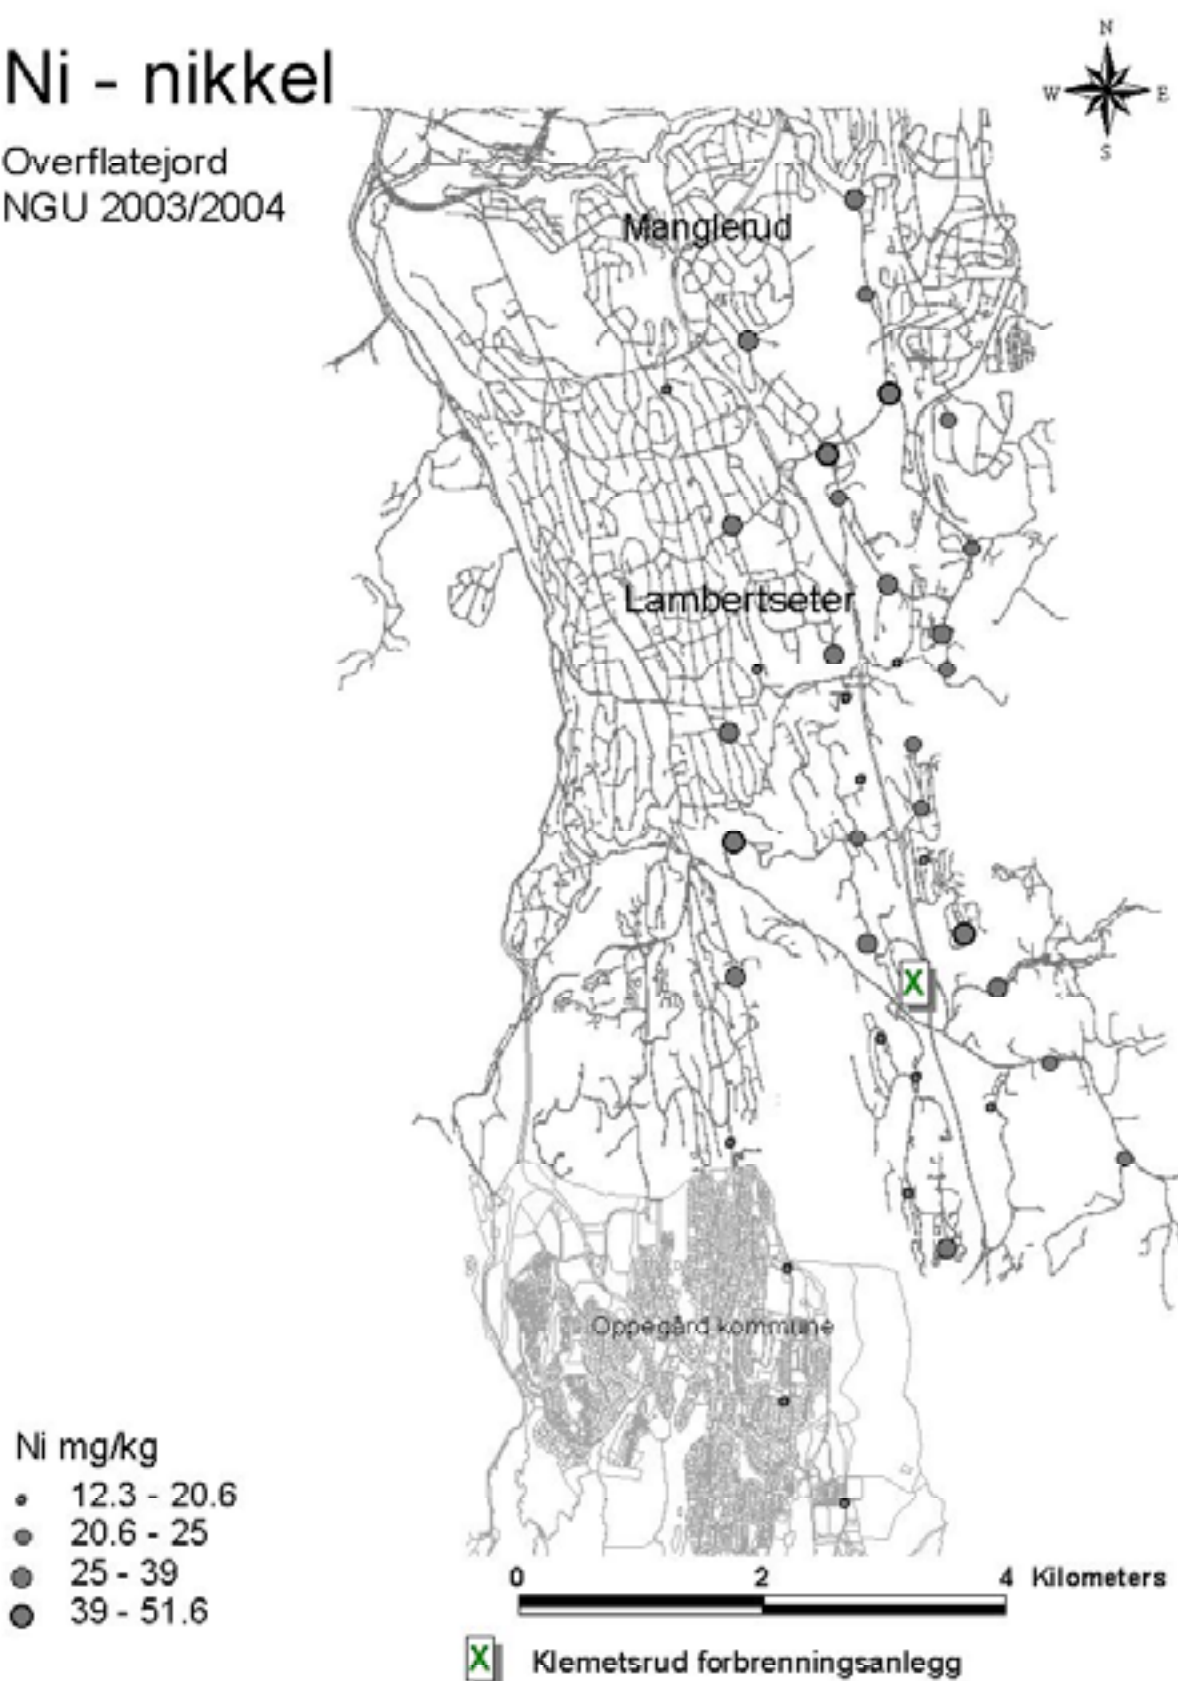 Ni - nikkel
Overflatejord
NGU 2003/2004
N
W E
S
Manglerud
Lambertseter
X
Oppegård kommune
Ni mg/kg
12.3 - 20.6
20.6 - 25
25 - 39
39 - 51.6
0 2 4 Kilometers
X Klemetsrud forbrenningsanlegg